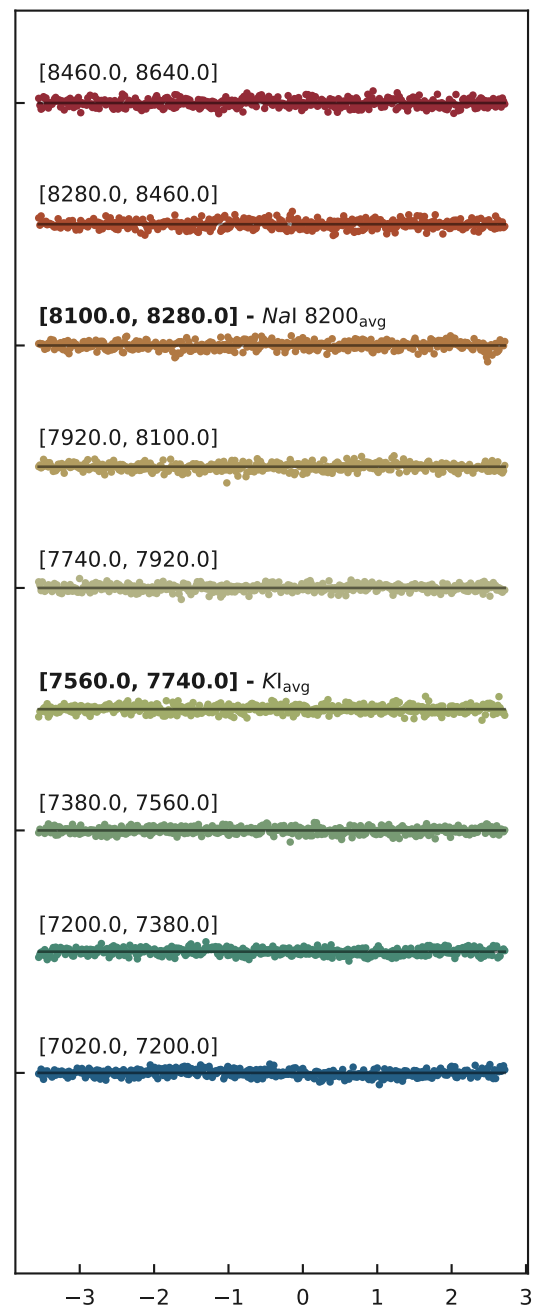 [8460.0, 8640.0]
[8280.0, 8460.0]
[8100.0, 8280.0] - NaI 8200avg
[7920.0, 8100.0]
[7740.0, 7920.0]
[7560.0, 7740.0] - KIavg
[7380.0, 7560.0]
[7200.0, 7380.0]
[7020.0, 7200.0]
−3 −2 −1 0 1 2 3